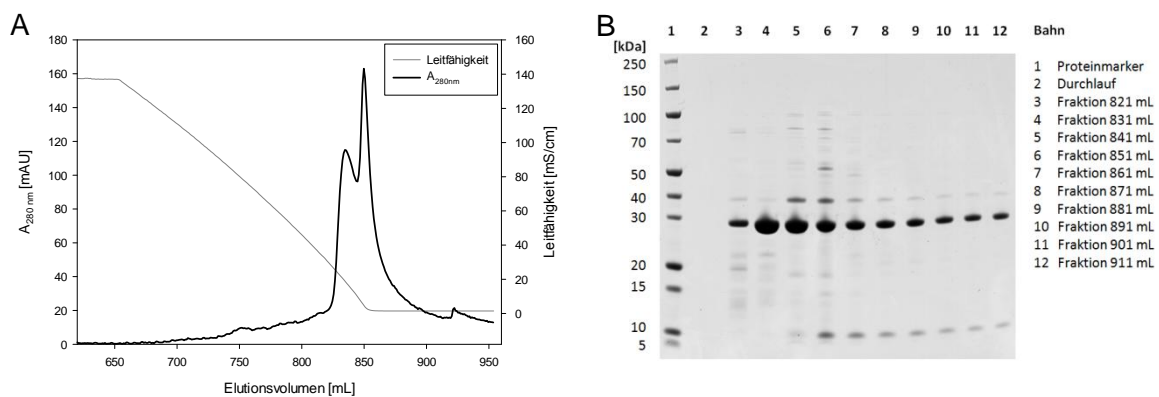 A
180
160
140
120
100
80
60
40
20
0
A280 nm [mAU]
650
700
750
800
850
900
950
Elutionsvolumen [mL]
160
140
120
100
80
60
40
20
0
Leitfähigkeit [mS/cm]
Leitfähigkeit
A280nm
B
1 2 3 4 5 6 7 8 9 10 11 12
[kDa]
250
150
100
70
50
40
30
20
15
10
5
Bahn
1 Proteinmarker
2 Durchlauf
3 Fraktion 821 mL
4 Fraktion 831 mL
5 Fraktion 841 mL
6 Fraktion 851 mL
7 Fraktion 861 mL
8 Fraktion 871 mL
9 Fraktion 881 mL
10 Fraktion 891 mL
11 Fraktion 901 mL
12 Fraktion 911 mL